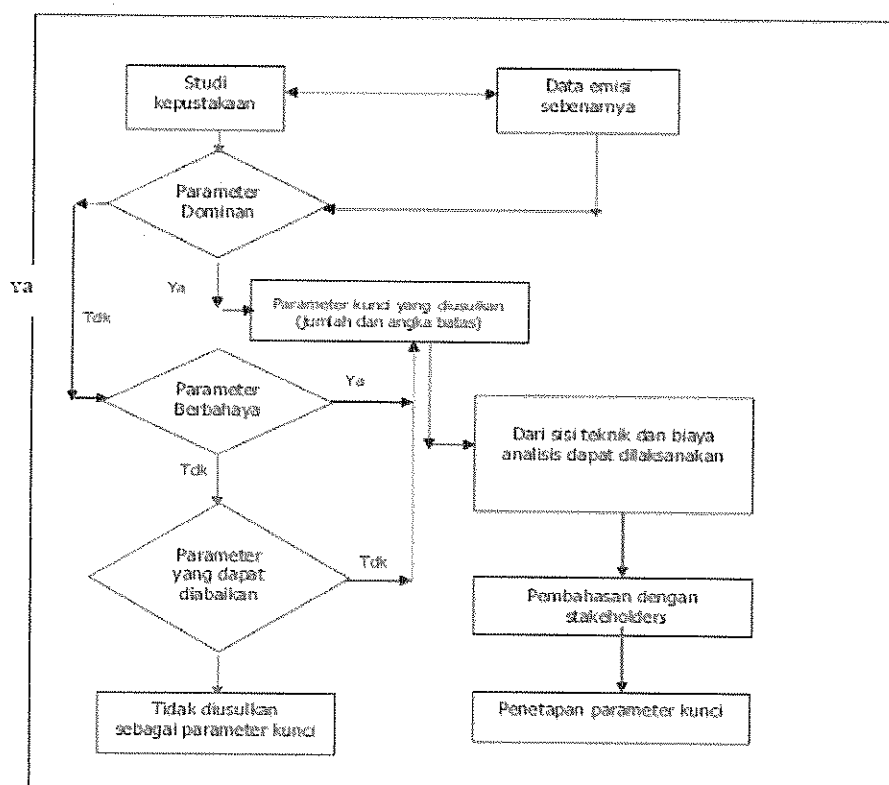 Studi
kepustakaan
Data emisi
sebenarnya
Parameter
Dominan
Ya
Ya
Tdk
Parameter kunci yang diusulkan
(jumlah dan angka batas)
Parameter
Berbahaya
Ya
Tdk
Dari sisi teknik dan biaya
analisis dapat dilaksanakan
Parameter
yang dapat
diabaikan
Tdk
Pembahasan dengan
stakeholders
Tidak diusulkan
sebagai parameter kunci
Penetapan parameter kunci